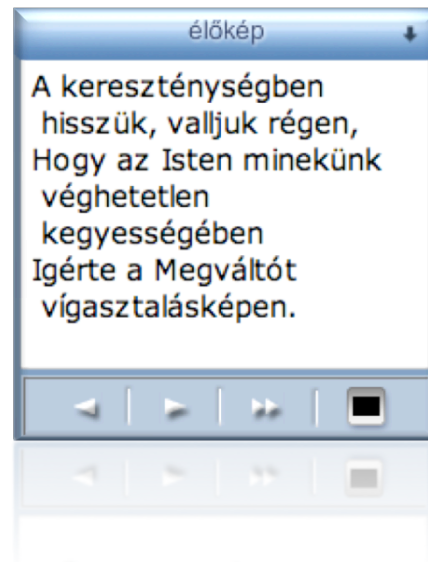 élőkép
A kereszténységben
hisszük, valljuk régen,
Hogy az Isten minekünk
véghetetlen
kegyességében
Igérte a Megváltót
vígasztalásképen.